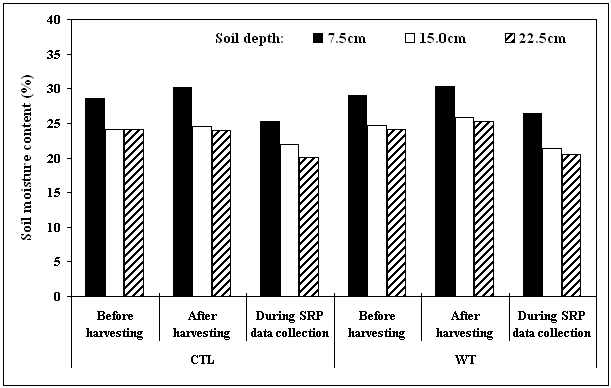 40
35
30
25
20
15
10
5
0
Soil moisture content (%)
Soil depth: 7.5cm 15.0cm 22.5cm
Before harvesting
After harvesting
During SRP data collection
Before harvesting
After harvesting
During SRP data collection
CTL
WT